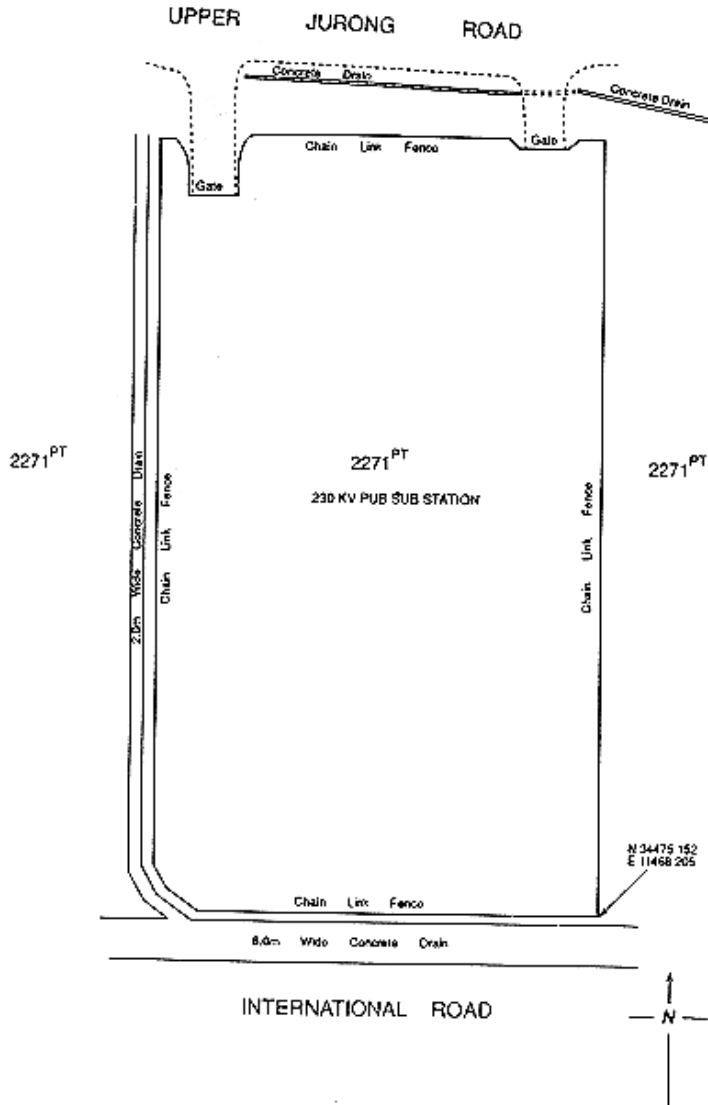 UPPER JURONG ROAD
Concrete Drain
Concrete Drain
Gate
Chain Link Fence
Gate
2271PT
2.0m Wide Concrete Drain
Chain Link Fence
2271PT
230 KV PUB SUB STATION
Chain Link Fence
2271PT
N 34475 152
E 11468 205
Chain Link Fence
6.0m Wide Concrete Drain
INTERNATIONAL ROAD
N